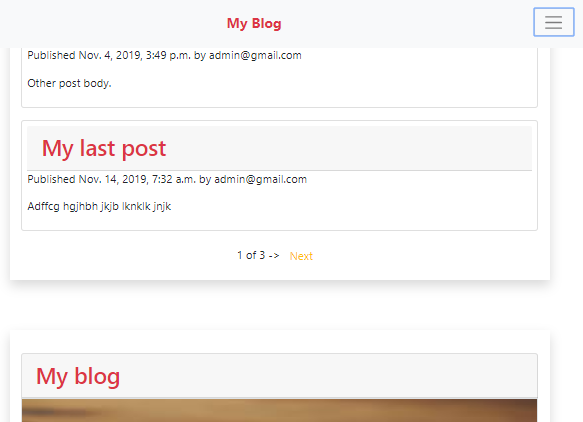 My Blog
Published Nov. 4, 2019, 3:49 p.m. by admin@gmail.com
Other post body.
My last post
Published Nov. 14, 2019, 7:32 a.m. by admin@gmail.com
Adffcg hgjhbh jkjb lknklk jnjk
1 of 3 -> Next
My blog